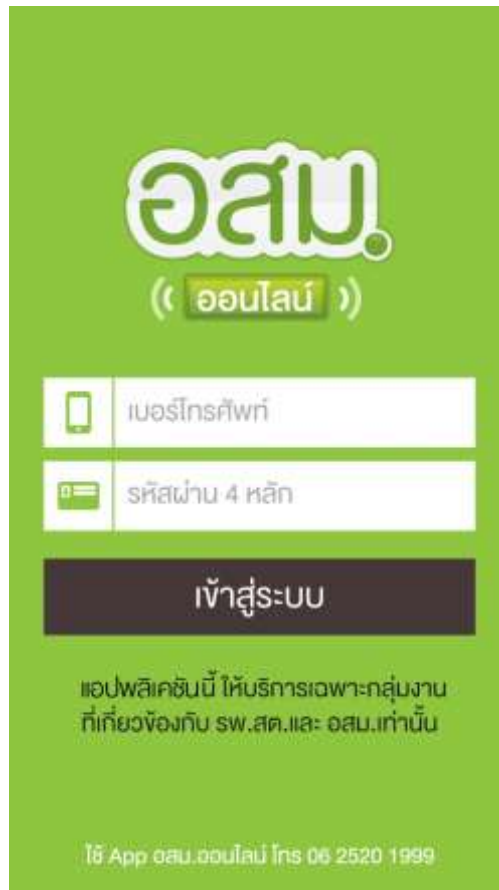 อสม.
ออนไลน์
เบอร์โทรศัพท์
รหัสผ่าน 4 หลัก
เข้าสู่ระบบ
แอปพลิเคชันนี้ ให้บริการเฉพาะกลุ่มงาน
ที่เกี่ยวข้องกับ รพ.สต.และ อสม.เท่านั้น
ใช้ App อสม.ออนไลน์ โทร 06 2520 1999